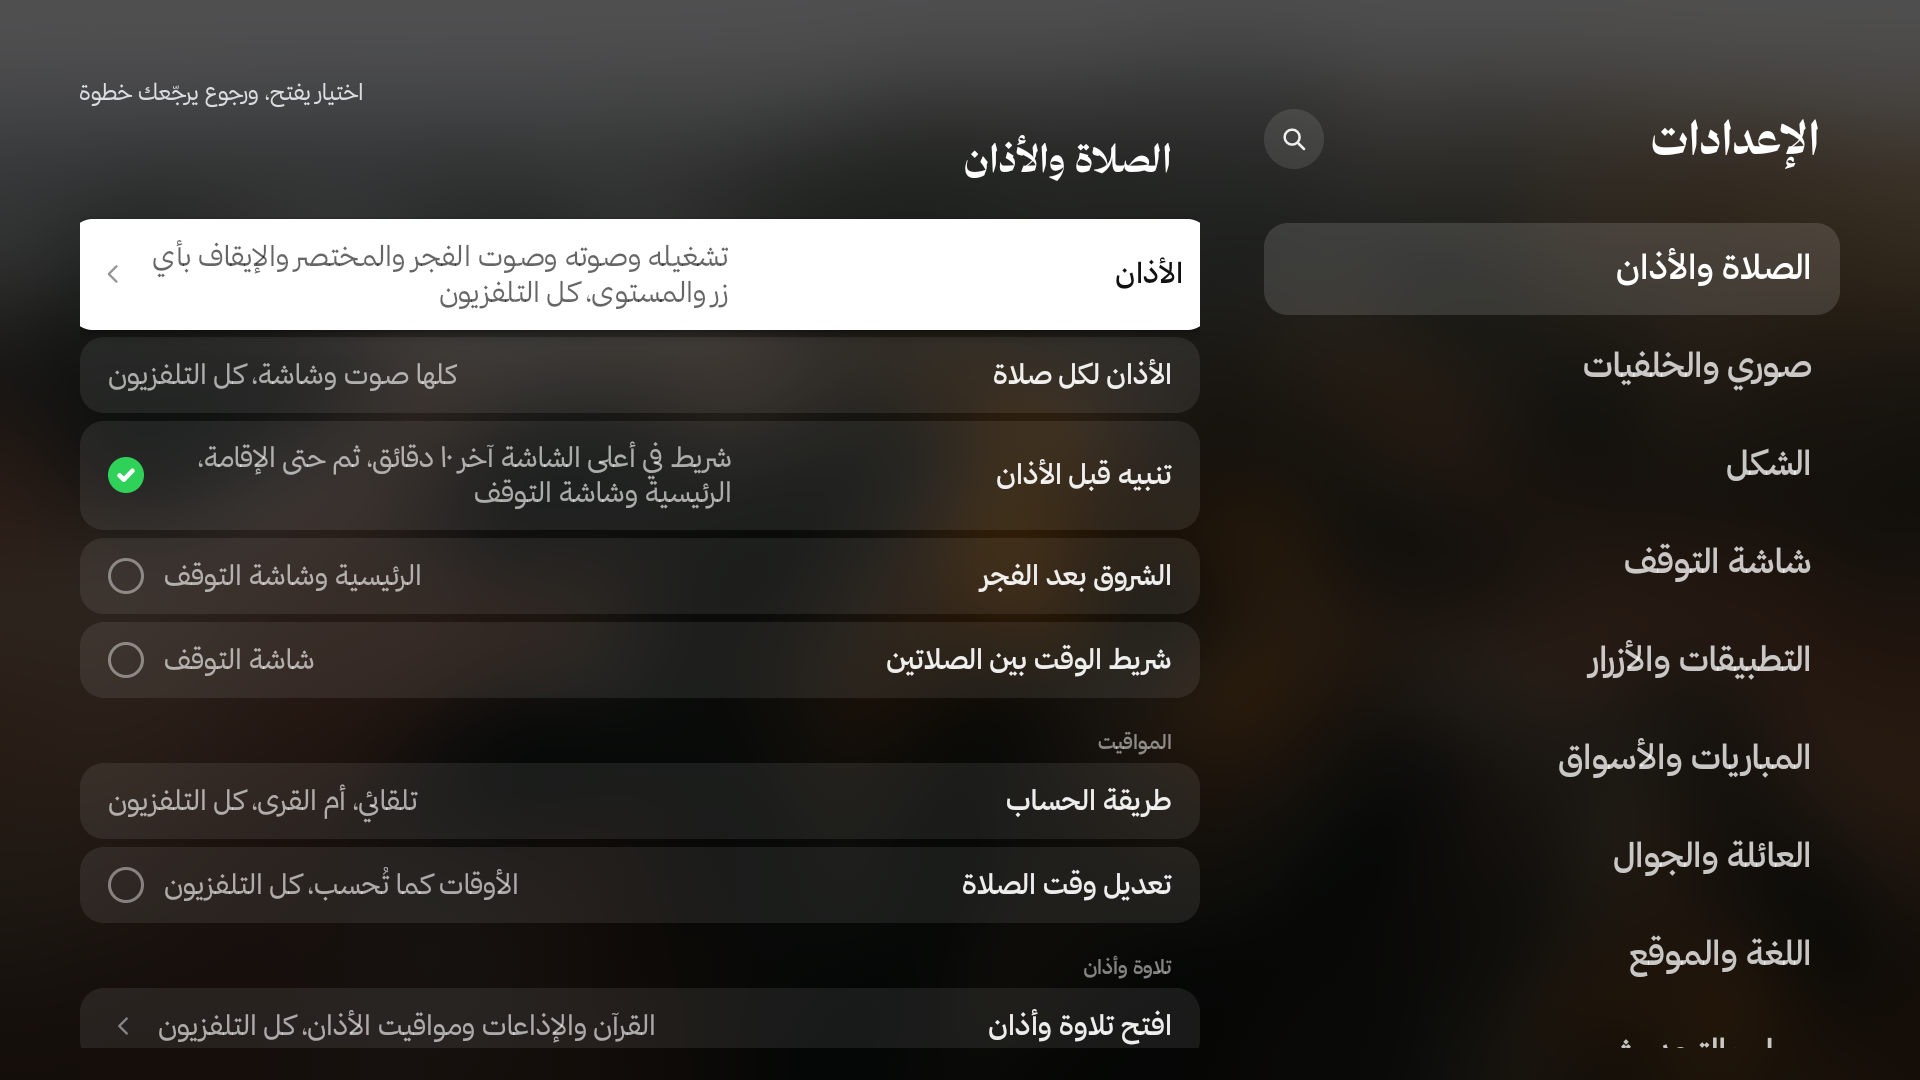 اختيار يفتح، ورجوع يرجّعك خطوة
الإعدادات
الصلاة والأذان
صوري والخلفيات
الشكل
شاشة التوقف
التطبيقات والأزرار
المباريات والأسواق
العائلة والجوال
اللغة والموقع
الصلاة والأذان
الأذان
تشغيله وصوته وصوت الفجر والمختصر والإيقاف بأي
زر والمستوى، كل التلفزيون
الأذان لكل صلاة
كلها صوت وشاشة، كل التلفزيون
تنبيه قبل الأذان
شريط في أعلى الشاشة آخر ١٠ دقائق، ثم حتى الإقامة،
الرئيسية وشاشة التوقف
الشروق بعد الفجر
الرئيسية وشاشة التوقف
شريط الوقت بين الصلاتين
شاشة التوقف
المواقيت
طريقة الحساب
تلقائي، أم القرى، كل التلفزيون
تعديل وقت الصلاة
الأوقات كما تُحسب، كل التلفزيون
تلاوة وأذان
افتح تلاوة وأذان
القرآن والإذاعات ومواقيت الأذان، كل التلفزيون